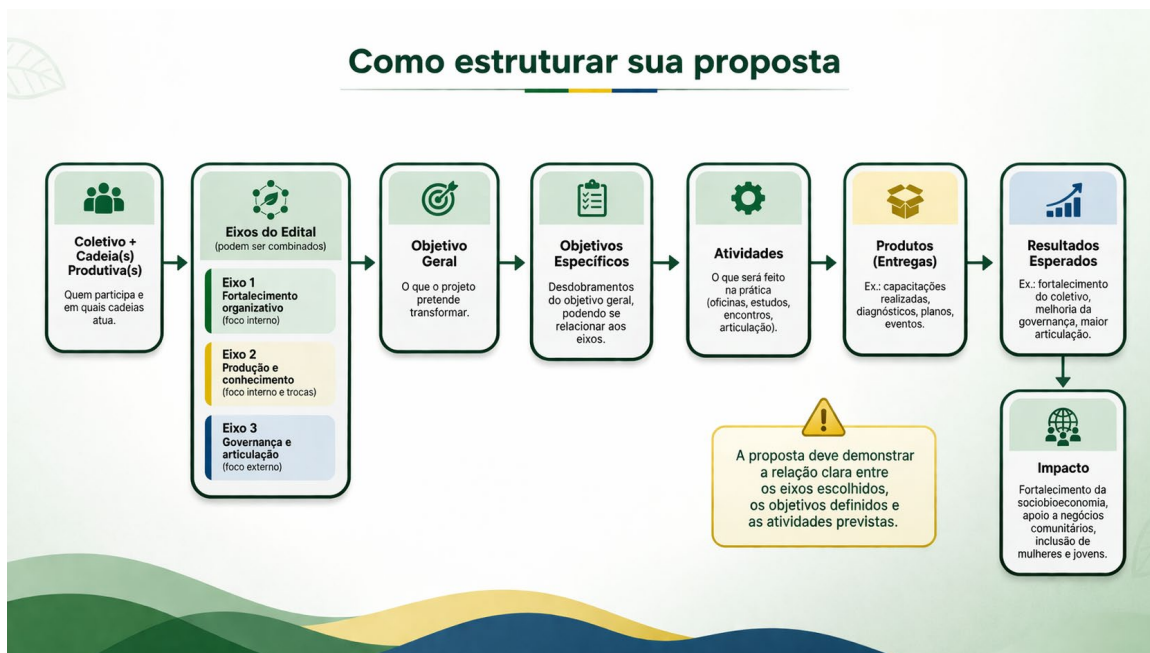 Como estruturar sua proposta
Coletivo +
Cadeia(s)
Produtiva(s)
Quem participa e
em quais cadeias
atua.
Eixos do Edital
(podem ser combinados)
Eixo 1
Fortalecimento
organizativo
(foco interno)
Eixo 2
Produção e
conhecimento
(foco interno e trocas)
Eixo 3
Governança e
articulação
(foco externo)
Objetivo
Geral
O que o projeto
pretende
transformar.
Objetivos
Específicos
Desdobramentos
do objetivo geral,
podendo se
relacionar aos
eixos.
Atividades
O que será feito
na prática
(oficinas, estudos,
encontros,
articulação).
Produtos
(Entregas)
Ex.: capacitações
realizadas,
diagnósticos, planos,
eventos.
Resultados
Esperados
Ex.: fortalecimento
do coletivo,
melhoria da
governança, maior
articulação.
A proposta deve demonstrar
a relação clara entre
os eixos escolhidos,
os objetivos definidos e
as atividades previstas.
Impacto
Fortalecimento da
sociobioeconomia,
apoio a negócios
comunitários,
inclusão de
mulheres e jovens.